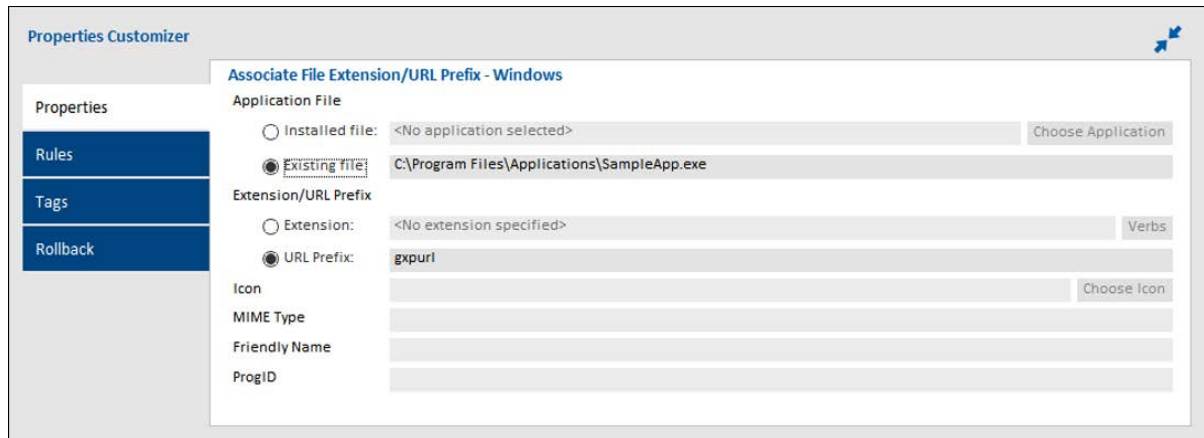 Properties Customizer
Associate File Extension/URL Prefix - Windows
Properties
Application File
Installed file: <No application selected> Choose Application
Rules
Existing file: C:\Program Files\Applications\SampleApp.exe
Tags
Extension/URL Prefix
Extension: <No extension specified> Verbs
Rollback
URL Prefix: gxpurl
Icon Choose Icon
MIME Type
Friendly Name
ProgID